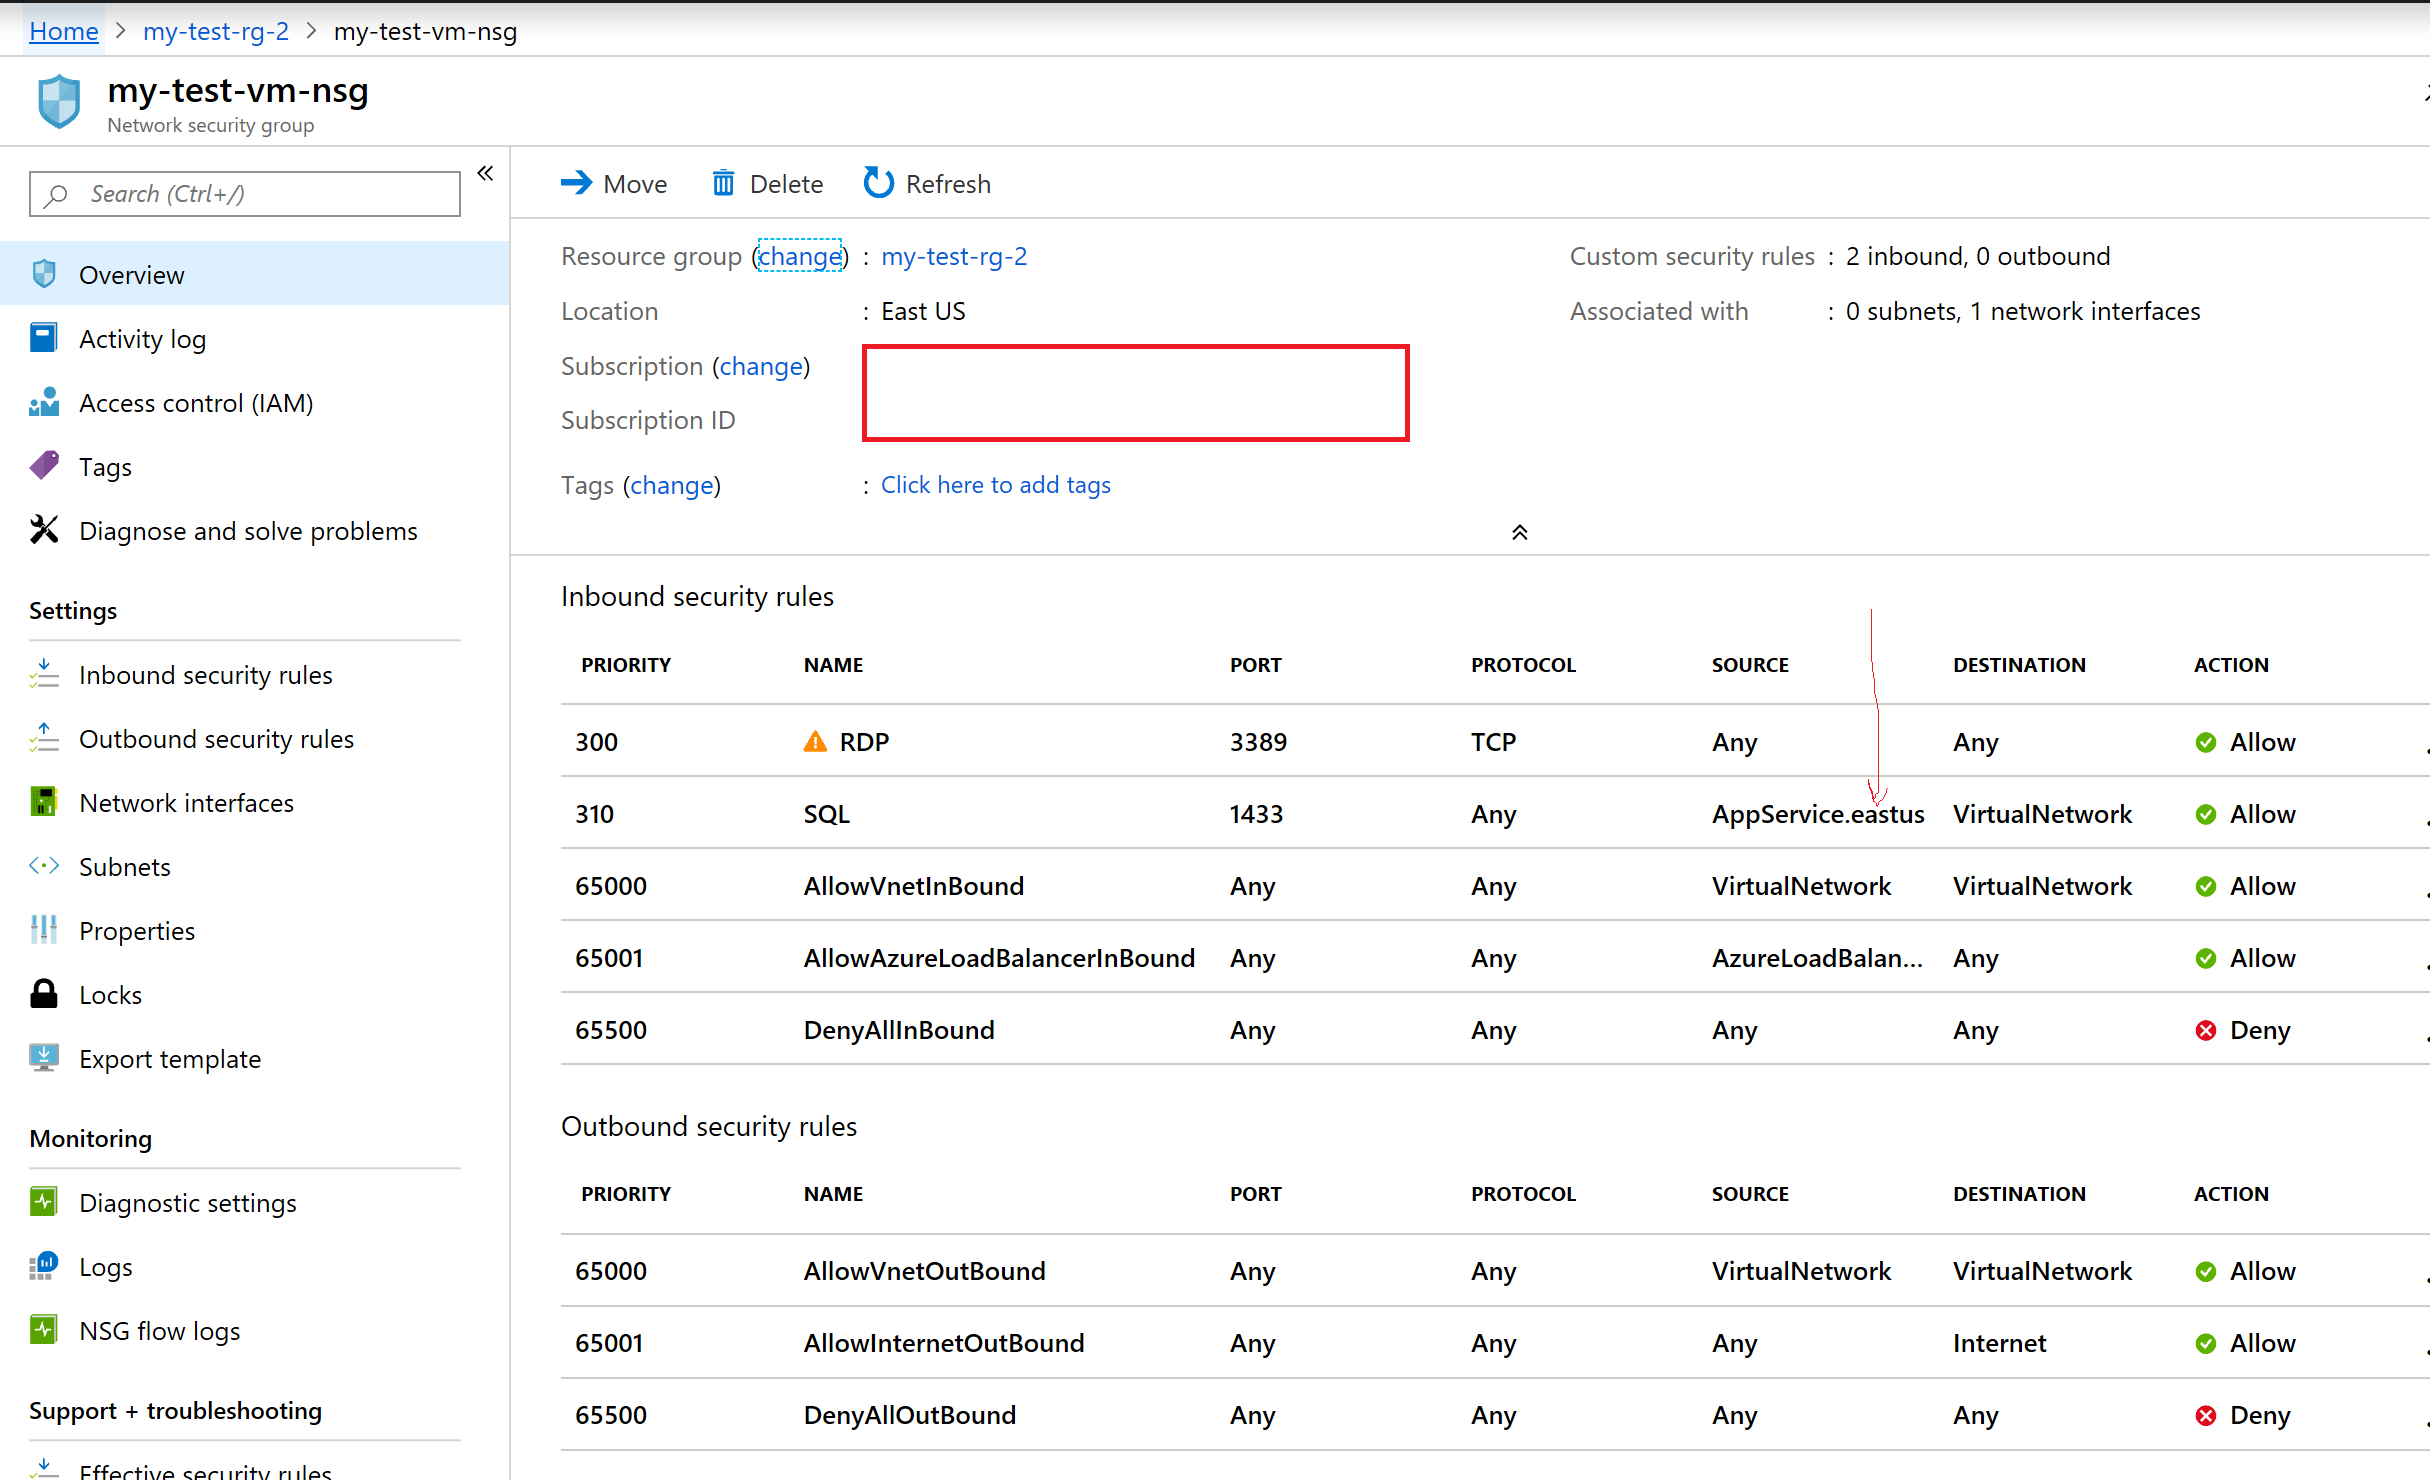 Home > my-test-rg-2 > my-test-vm-nsg
my-test-vm-nsg
Network security group
Search (Ctrl+/)
«
Move Delete Refresh
Overview
Activity log
Access control (IAM)
Tags
Diagnose and solve problems
Settings
Inbound security rules
Outbound security rules
Network interfaces
Subnets
Properties
Locks
Export template
Monitoring
Diagnostic settings
Logs
NSG flow logs
Support + troubleshooting
Effective security rules
Resource group (change) : my-test-rg-2
Location : East US
Subscription (change)
Subscription ID
Tags (change) : Click here to add tags
Custom security rules : 2 inbound, 0 outbound
Associated with : 0 subnets, 1 network interfaces
Inbound security rules
PRIORITY NAME PORT PROTOCOL SOURCE DESTINATION ACTION
300 RDP 3389 TCP Any Any Allow
310 SQL 1433 Any AppService.eastus VirtualNetwork Allow
65000 AllowVnetInBound Any Any VirtualNetwork VirtualNetwork Allow
65001 AllowAzureLoadBalancerInBound Any Any AzureLoadBalan... Any Allow
65500 DenyAllInBound Any Any Any Any Deny
Outbound security rules
PRIORITY NAME PORT PROTOCOL SOURCE DESTINATION ACTION
65000 AllowVnetOutBound Any Any VirtualNetwork VirtualNetwork Allow
65001 AllowInternetOutBound Any Any Any Internet Allow
65500 DenyAllOutBound Any Any Any Any Deny